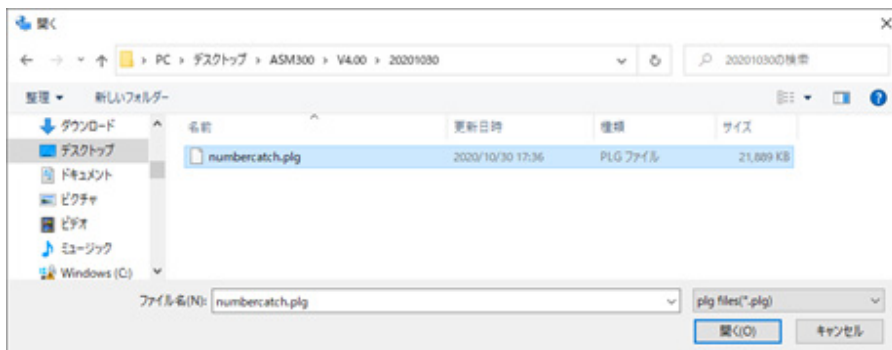 開く
PC › デスクトップ › ASM300 › V4.00 › 20201030
20201030の検索
整理 新しいフォルダー
名前 更新日時 種類 サイズ
numbercatch.plg 2020/10/30 17:36 PLG ファイル 21,889 KB
ダウンロード
デスクトップ
ドキュメント
ピクチャ
ビデオ
ミュージック
Windows (C:)
ファイル名(N): numbercatch.plg plg files(*.plg)
開く(O) キャンセル